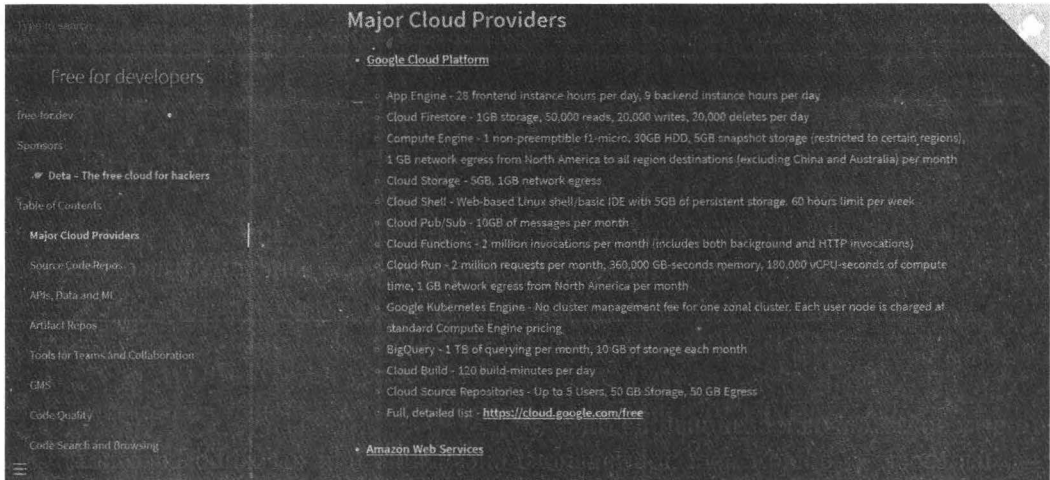 Type to search
Free for developers
free-for.dev
Sponsors
Deta - The free cloud for hackers
Table of Contents
Major Cloud Providers
Source Code Repos
APIs, Data and ML
Artifact Repos
Tools for Teams and Collaboration
CMS
Code Quality
Code Search and Browsing
Major Cloud Providers
• Google Cloud Platform
○ App Engine - 28 frontend instance hours per day, 9 backend instance hours per day
○ Cloud Firestore - 1GB storage, 50,000 reads, 20,000 writes, 20,000 deletes per day
○ Compute Engine - 1 non-preemptible f1-micro, 30GB HDD, 5GB snapshot storage (restricted to certain regions),
1 GB network egress from North America to all region destinations (excluding China and Australia) per month
○ Cloud Storage - 5GB, 1GB network egress
○ Cloud Shell - Web-based Linux shell/basic IDE with 5GB of persistent storage. 60 hours limit per week
○ Cloud Pub/Sub - 10GB of messages per month
○ Cloud Functions - 2 million invocations per month (includes both background and HTTP invocations)
○ Cloud Run - 2 million requests per month, 360,000 GB-seconds memory, 180,000 vCPU-seconds of compute
time, 1 GB network egress from North America per month
○ Google Kubernetes Engine - No cluster management fee for one zonal cluster. Each user node is charged at
standard Compute Engine pricing
○ BigQuery - 1 TB of querying per month, 10 GB of storage each month
○ Cloud Build - 120 build-minutes per day
○ Cloud Source Repositories - Up to 5 Users, 50 GB Storage, 50 GB Egress
○ Full, detailed list - https://cloud.google.com/free
• Amazon Web Services